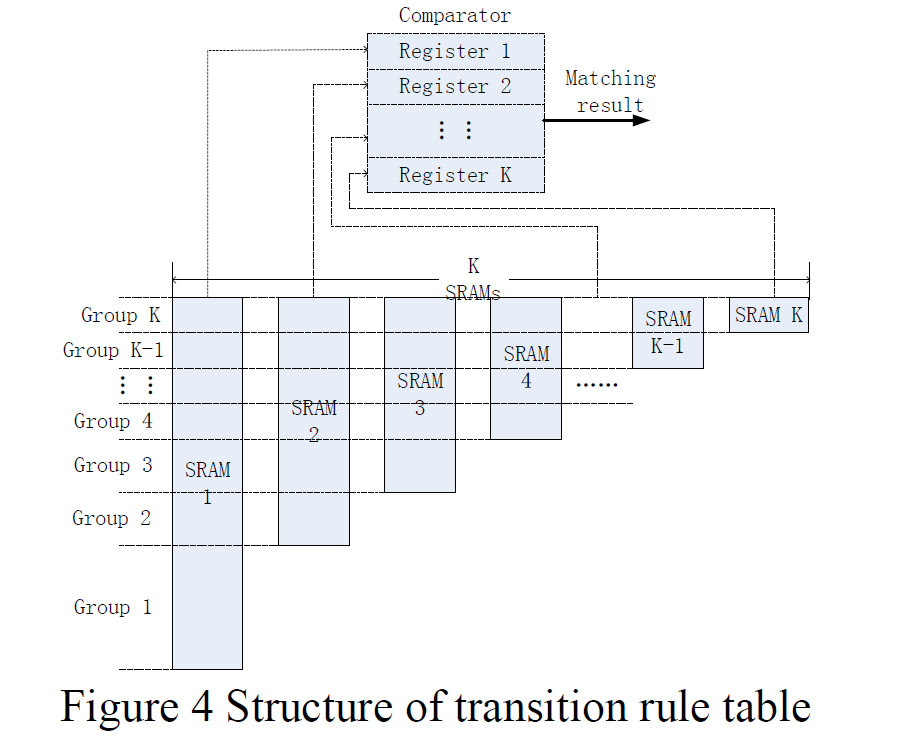 Comparator
Register 1
Register 2
⋮ ⋮
Register K
Matching
result
K
SRAMs
Group K
Group K-1
⋮ ⋮
Group 4
Group 3
Group 2
Group 1
SRAM
1
SRAM
2
SRAM
3
SRAM
4
......
SRAM
K-1
SRAM K
Figure 4 Structure of transition rule table